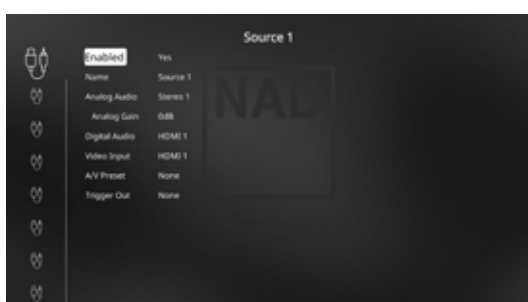 Source 1
Enabled Yes
Name Source 1
Analog Audio Stereo 1
Analog Gain 0dB
Digital Audio HDMI 1
Video Input HDMI 1
A/V Preset None
Trigger Out None
NAD